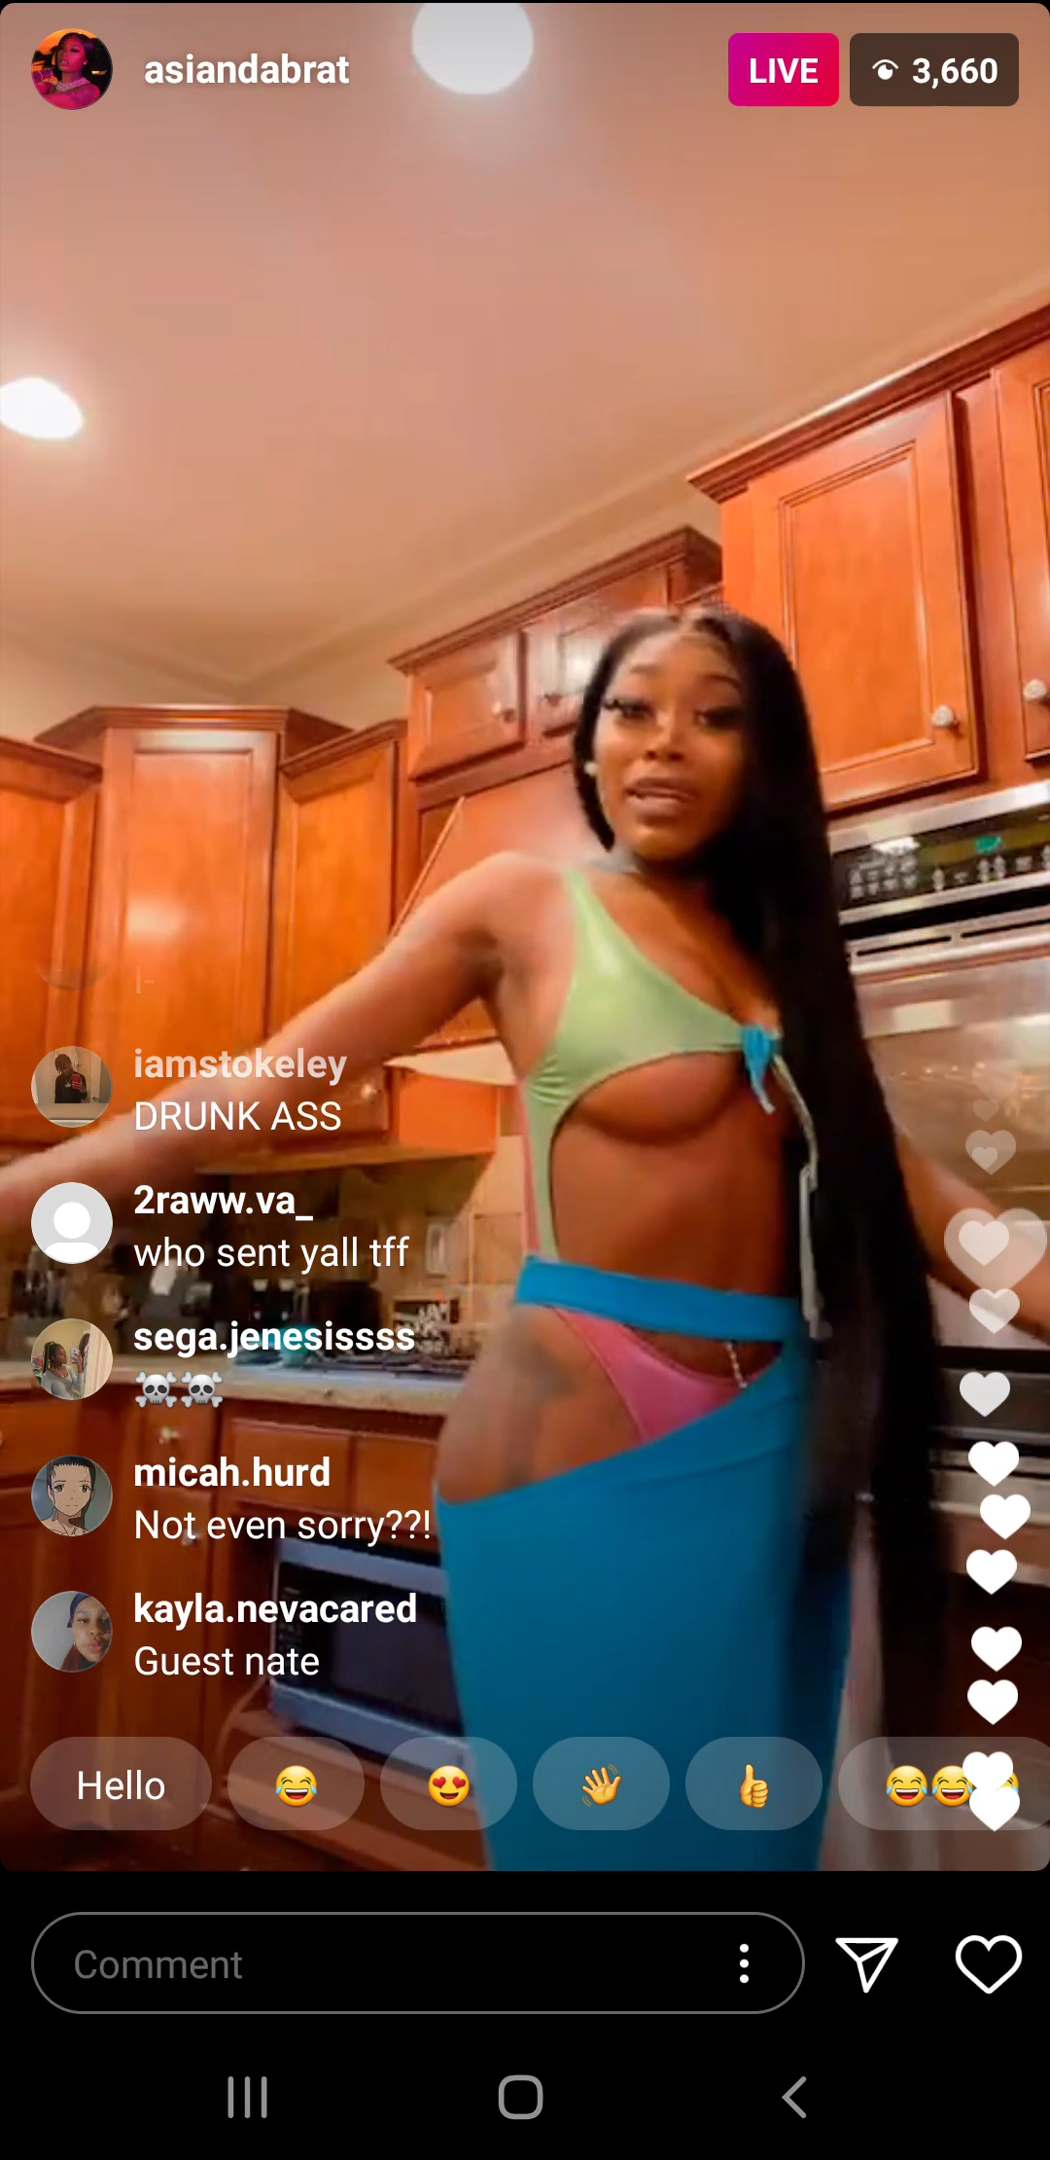 asiandabrat
LIVE
3,660
iamstokeley
DRUNK ASS
2raww.va_
who sent yall tff
sega.jenesissss
☠️☠️
micah.hurd
Not even sorry??!
kayla.nevacared
Guest nate
Hello
Comment